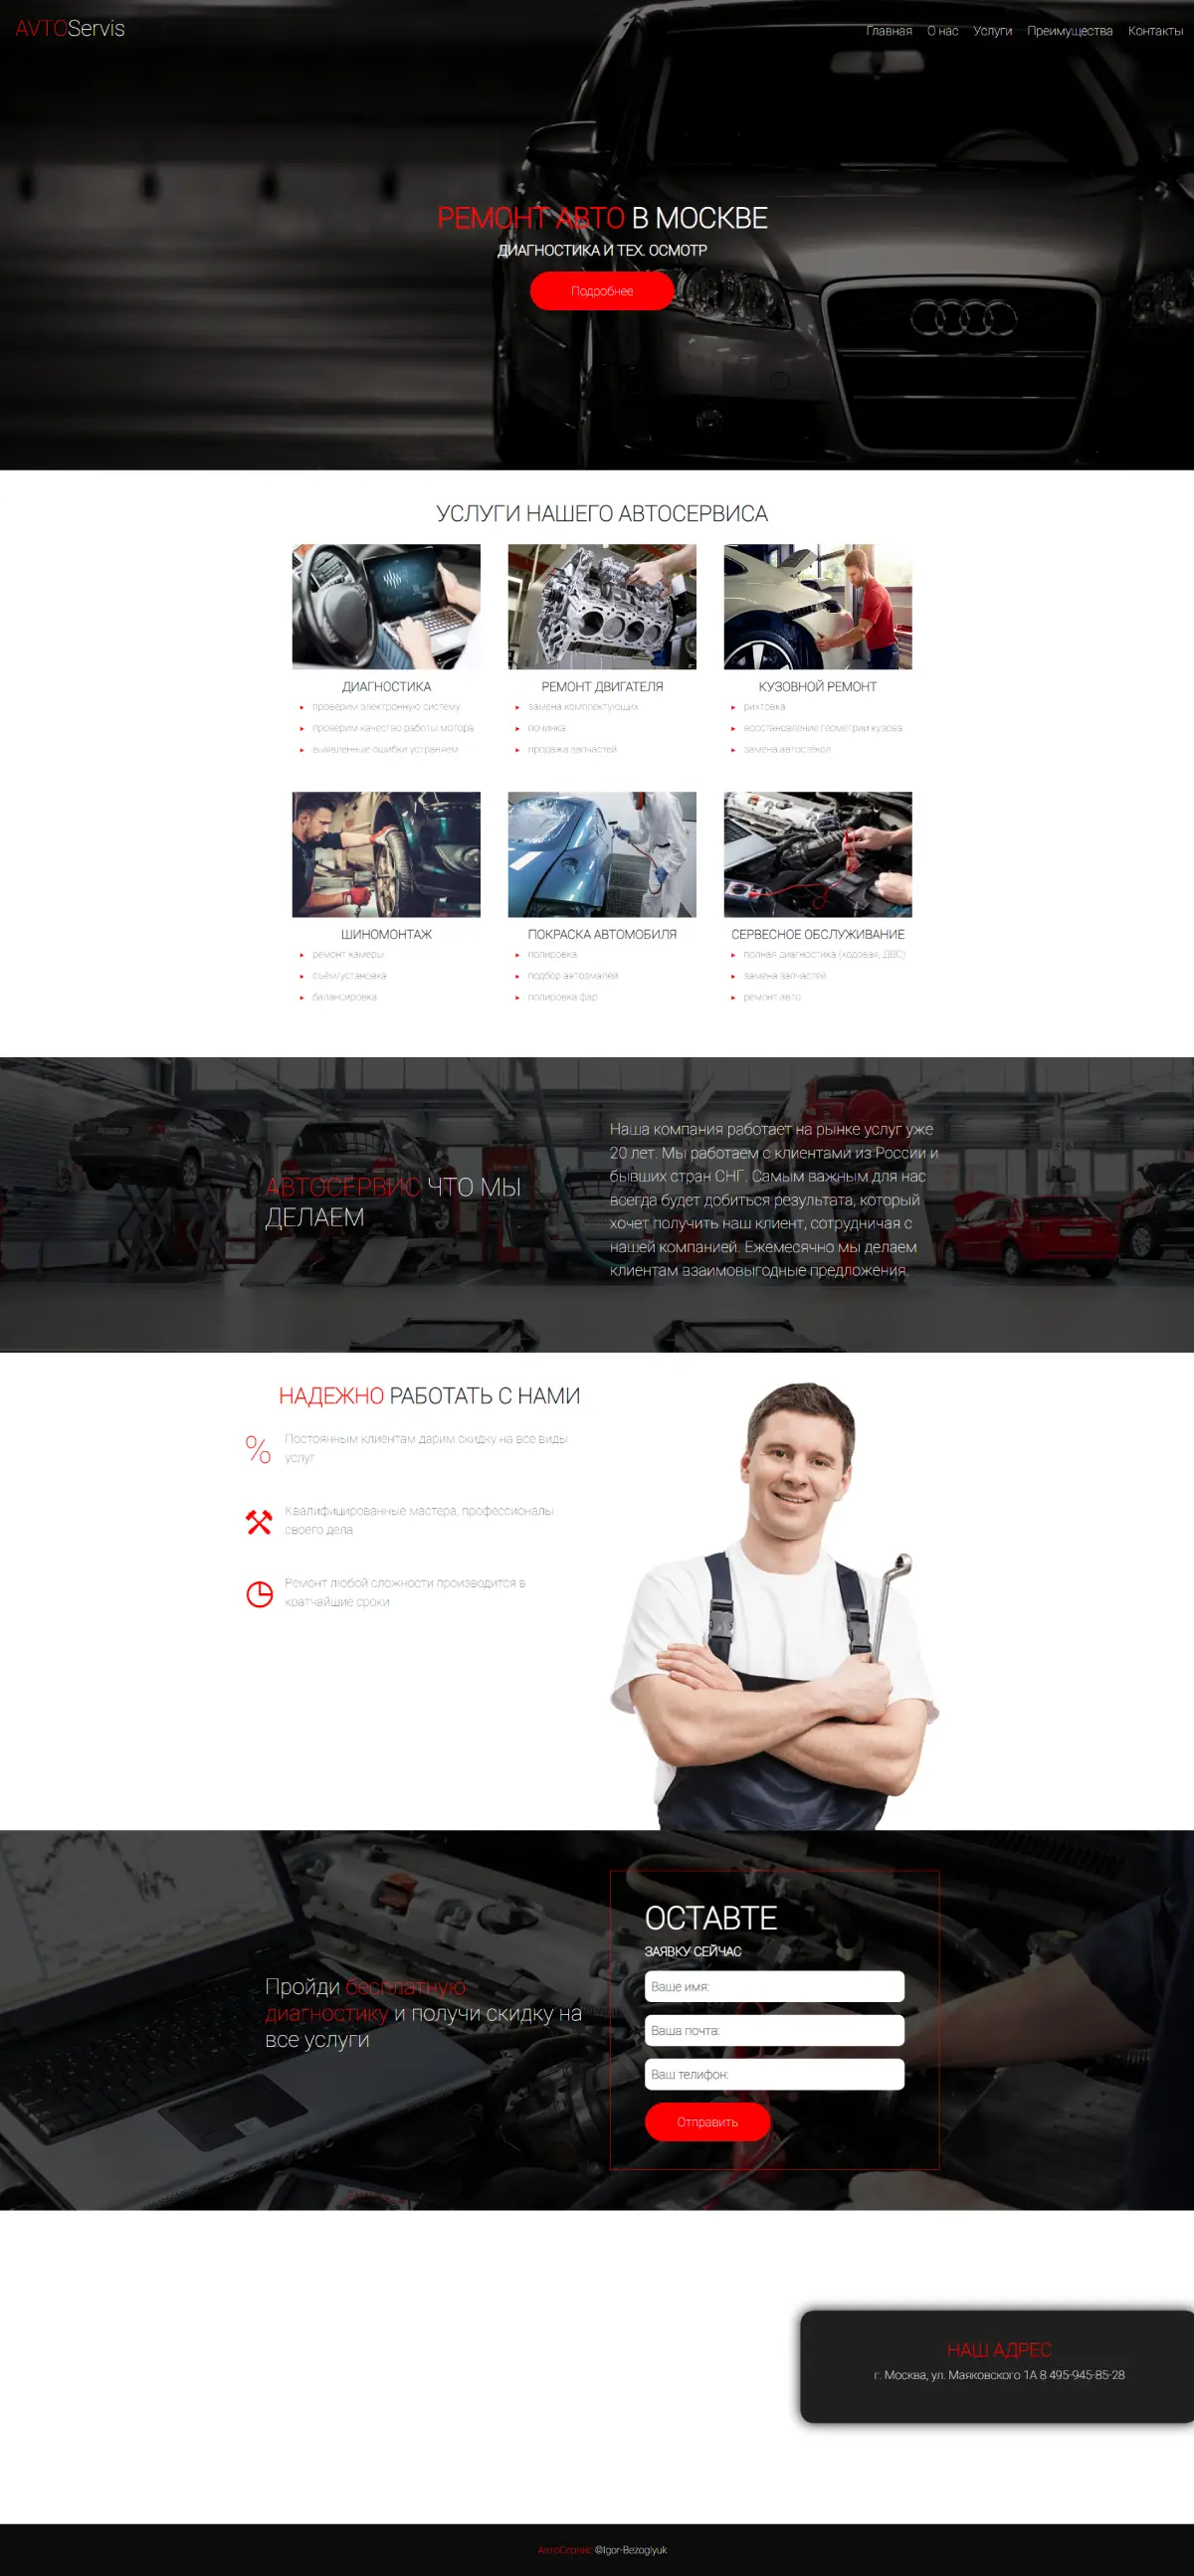 AVTOServis
Главная О нас Услуги Преимущества Контакты
РЕМОНТ АВТО В МОСКВЕ
ДИАГНОСТИКА И ТЕХ. ОСМОТР
Подробнее
УСЛУГИ НАШЕГО АВТОСЕРВИСА
ДИАГНОСТИКА
проверим электронную систему
проверим качество работы мотора
выявленные ошибки устраняем
РЕМОНТ ДВИГАТЕЛЯ
замена комплектующих
починка
продажа запчастей
КУЗОВНОЙ РЕМОНТ
рихтовка
восстановление геометрии кузова
замена автостёкол
ШИНОМОНТАЖ
ремонт камеры
съём/установка
балансировка
ПОКРАСКА АВТОМОБИЛЯ
полировка
подбор автоэмалей
полировка фар
СЕРВЕСНОЕ ОБСЛУЖИВАНИЕ
полная диагностика (ходовая, ДВС)
замена запчастей
ремонт авто
АВТОСЕРВИС ЧТО МЫ
ДЕЛАЕМ
Наша компания работает на рынке услуг уже
20 лет. Мы работаем с клиентами из России и
бывших стран СНГ. Самым важным для нас
всегда будет добиться результата, который
хочет получить наш клиент, сотрудничая с
нашей компанией. Ежемесячно мы делаем
клиентам взаимовыгодные предложения.
НАДЕЖНО РАБОТАТЬ С НАМИ
%
Постоянным клиентам дарим скидку на все виды
услуг
Квалифицированные мастера, профессионалы
своего дела
Ремонт любой сложности производится в
кратчайшие сроки
Пройди бесплатную
диагностику и получи скидку на
все услуги
ОСТАВТЕ
ЗАЯВКУ СЕЙЧАС
Ваше имя:
Ваша почта:
Ваш телифон:
Отправить
НАШ АДРЕС
г. Москва, ул. Маяковского 1А 8 495-945-85-28
АвтоСервис ©Igor-Bezoglyuk